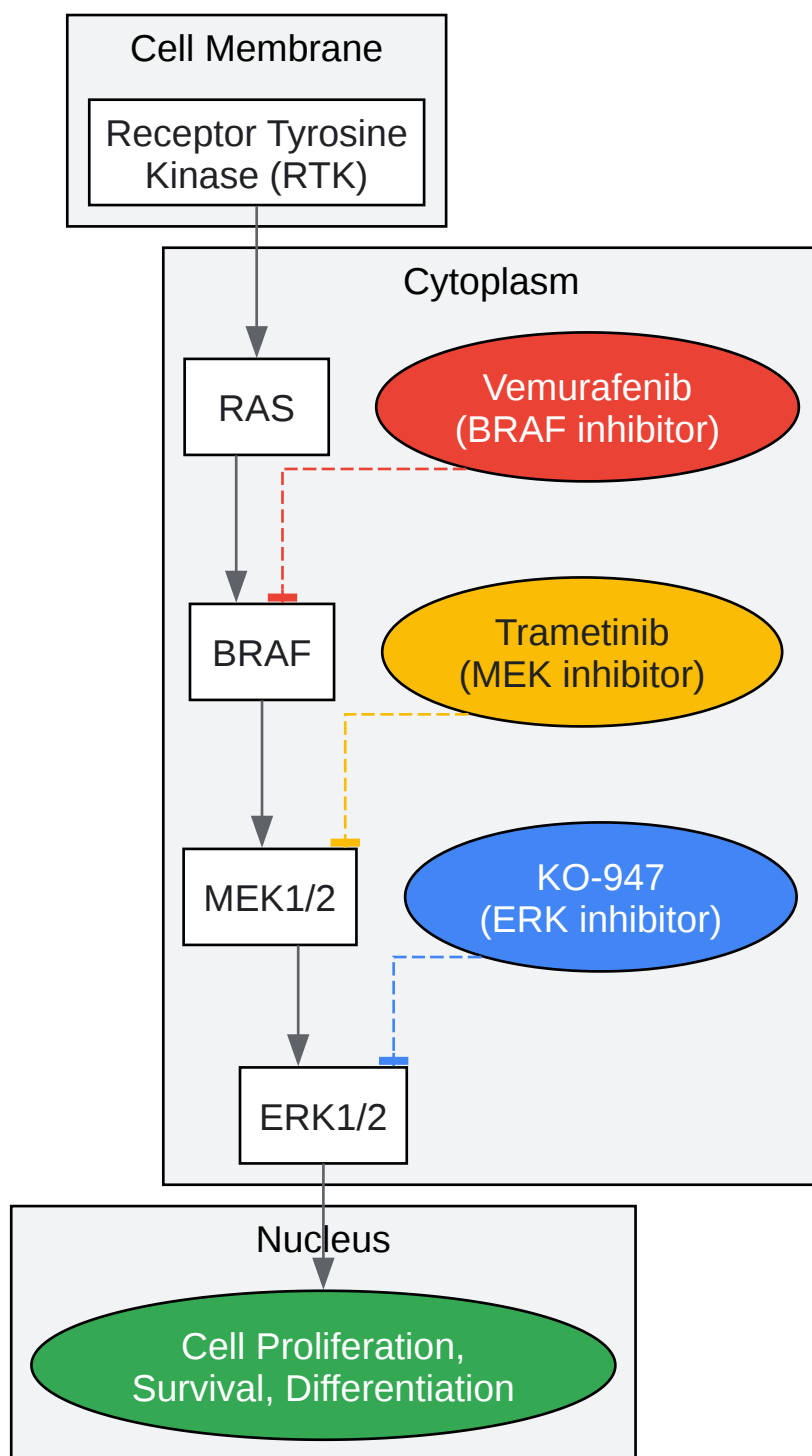 Cell Membrane
Receptor Tyrosine
Kinase (RTK)
Cytoplasm
RAS
Vemurafenib
(BRAF inhibitor)
BRAF
Trametinib
(MEK inhibitor)
MEK1/2
KO-947
(ERK inhibitor)
ERK1/2
Nucleus
Cell Proliferation,
Survival, Differentiation